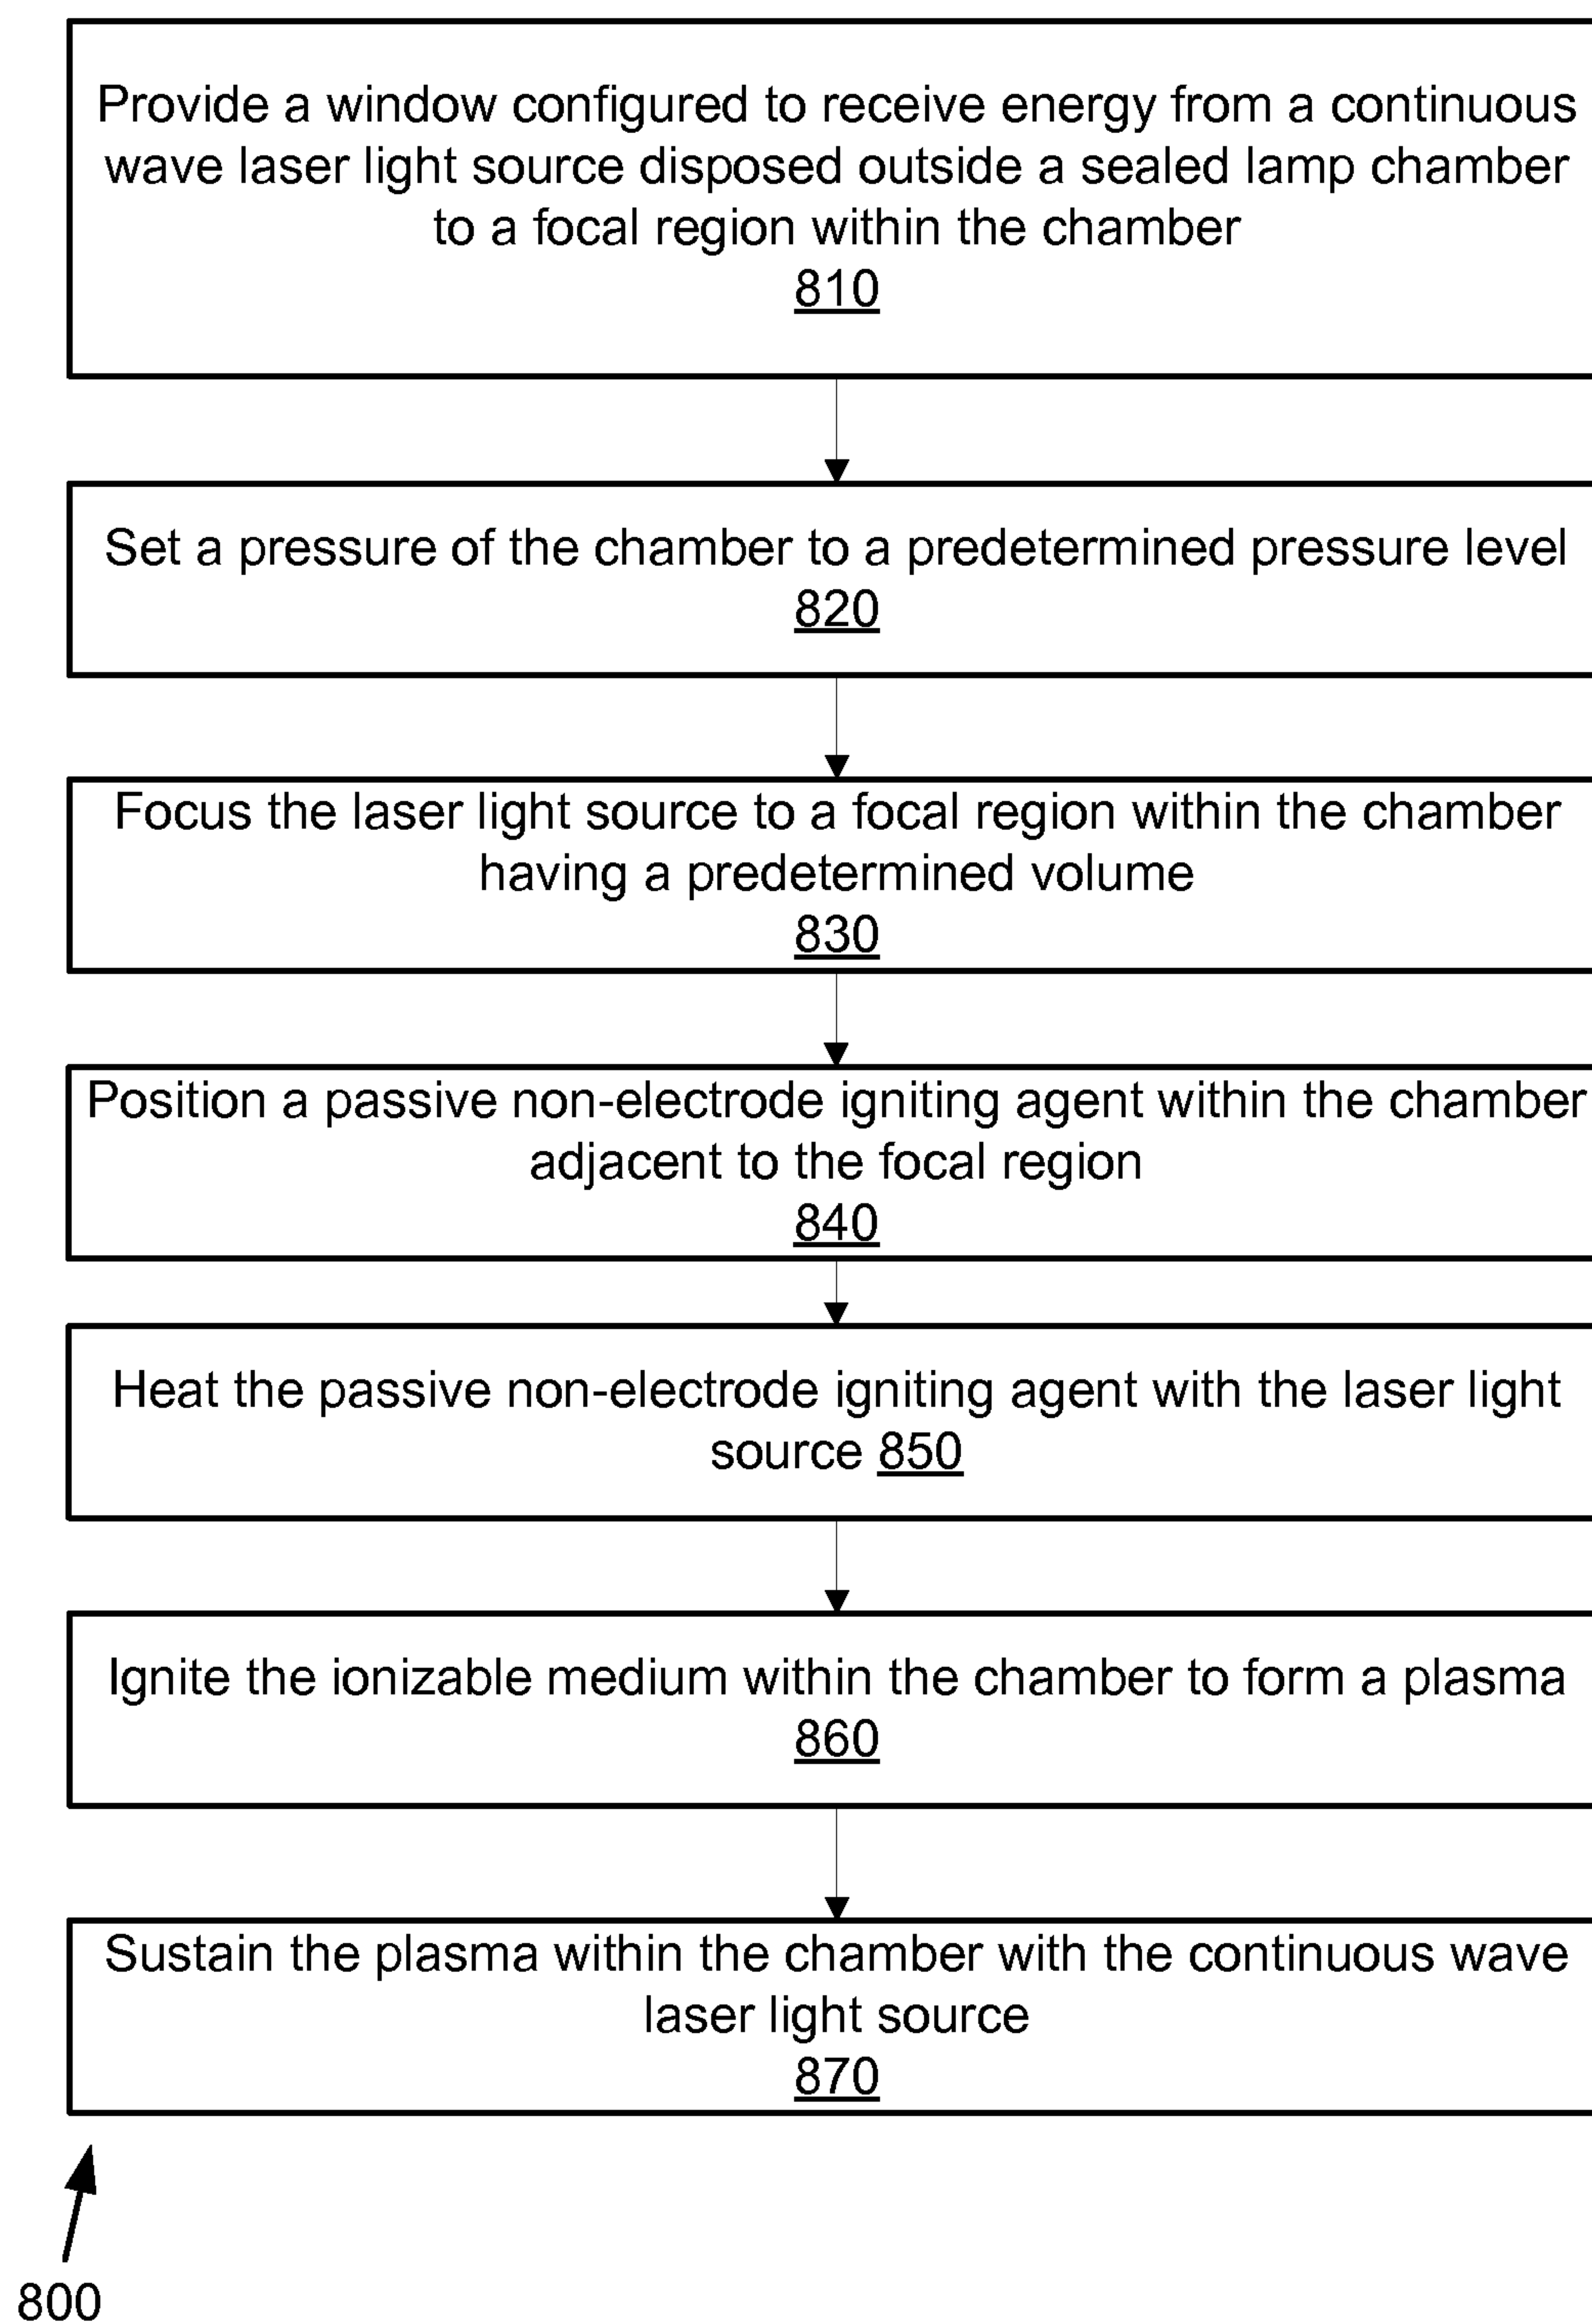 Provide a window configured to receive energy from a continuous
wave laser light source disposed outside a sealed lamp chamber
to a focal region within the chamber
810
Set a pressure of the chamber to a predetermined pressure level
820
Focus the laser light source to a focal region within the chamber
having a predetermined volume
830
Position a passive non-electrode igniting agent within the chamber
adjacent to the focal region
840
Heat the passive non-electrode igniting agent with the laser light
source 850
Ignite the ionizable medium within the chamber to form a plasma
860
Sustain the plasma within the chamber with the continuous wave
laser light source
870
800